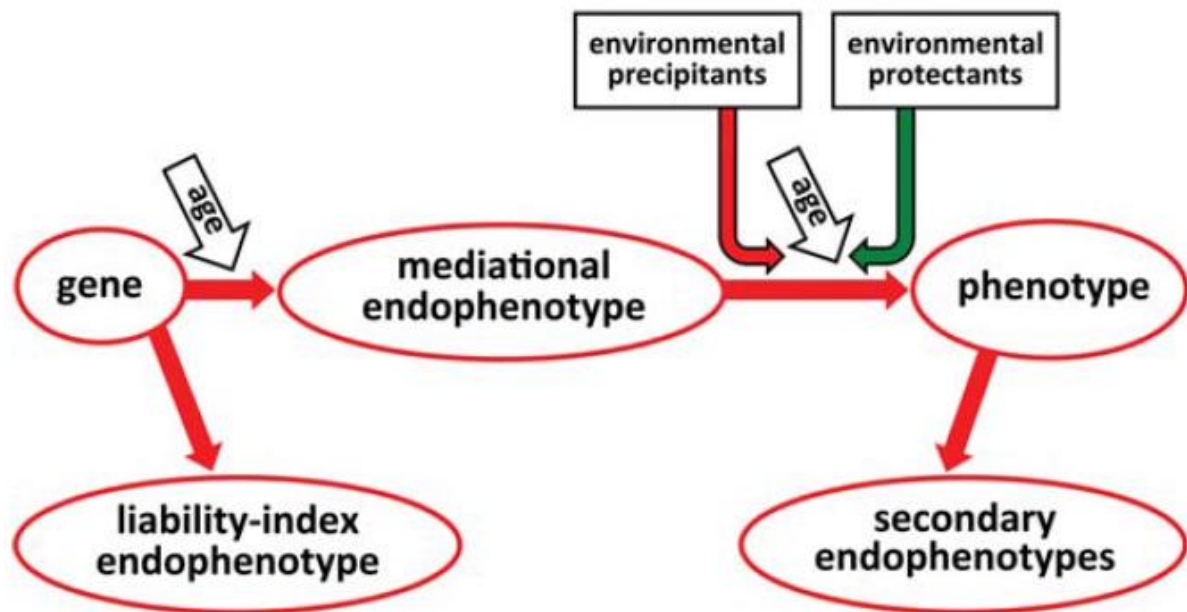 environmental
precipitants
environmental
protectants
age
age
gene
mediational
endophenotype
phenotype
liability-index
endophenotype
secondary
endophenotypes